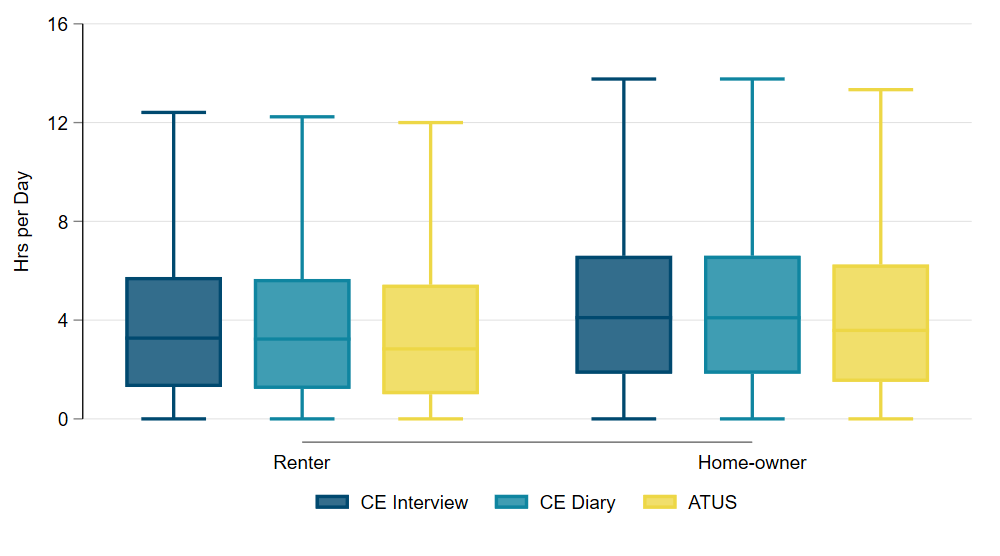 16
12
8
4
0
Hrs per Day
Renter
Home-owner
CE Interview
CE Diary
ATUS